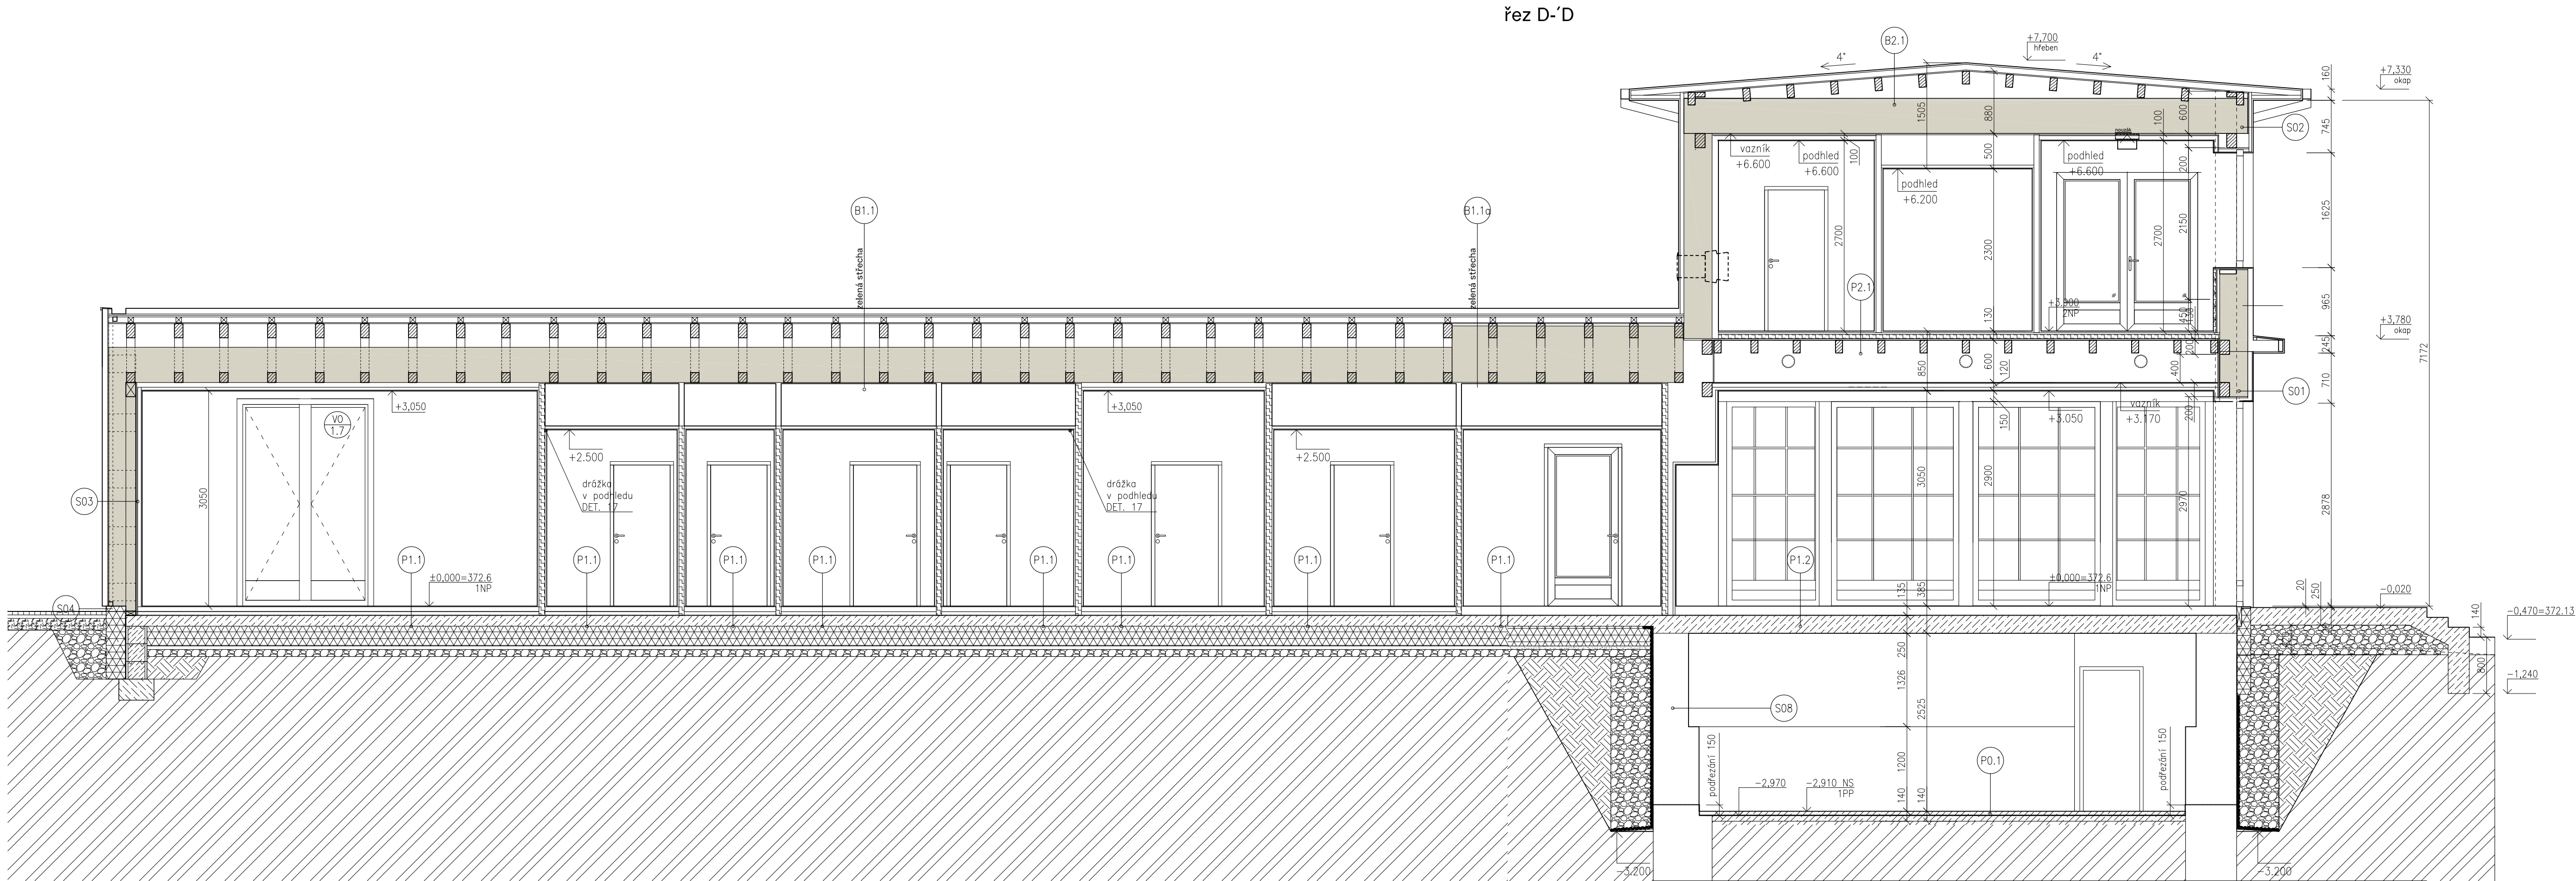 řez D-´D
B2.1
+7,700
hřeben
4°
4°
+7,330
okap
160
745
1625
965
245
710
2878
7172
S02
1505
880
100
600
vazník
+6.600
podhled
+6.600
100
500
podhled
+6.200
podhled
+6.600
200
2700
2300
2150
2700
P2.1
+3,900
2NP
130
450
+3,780
okap
200
B1.1
zelená střecha
B1.1a
zelená střecha
850
600
120
400
S01
vazník
+3.170
+3.050
150
200
+3,050
VO
1.7
+2.500
drážka
v podhledu
DET. 17
+3,050
drážka
v podhledu
DET. 17
+2.500
3050
3050
2900
2970
S03
P1.1
P1.1
P1.1
P1.1
P1.1
P1.1
P1.1
P1.1
P1.2
±0,000=372.6
1NP
±0,000=372.6
1NP
135
385
S04
20
250
-0,020
140
-0,470=372.13
800
-1,240
250
1326
2525
S08
1200
podřezání 150
podřezání 150
P0.1
-2,970
-2,910 NS
1PP
140
140
-3.200
-3.200